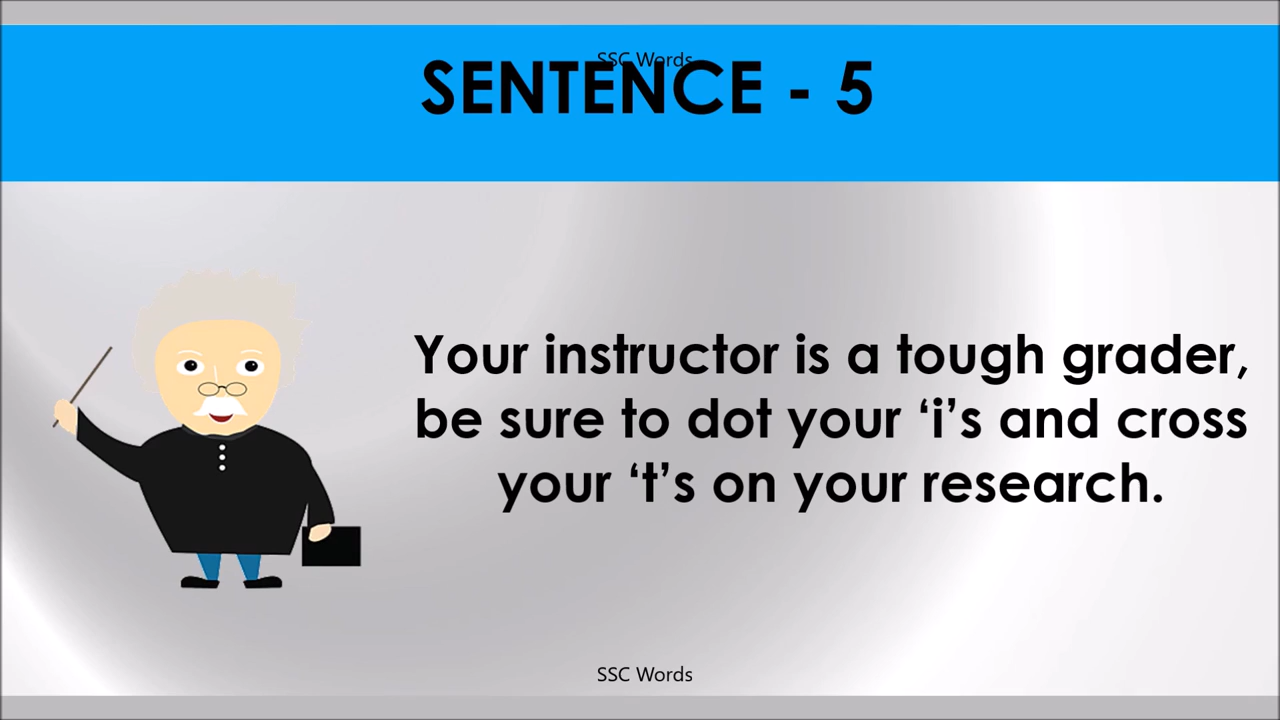 SSC Words
SENTENCE - 5
Your instructor is a tough grader,
be sure to dot your ‘i’s and cross
your ‘t’s on your research.
SSC Words